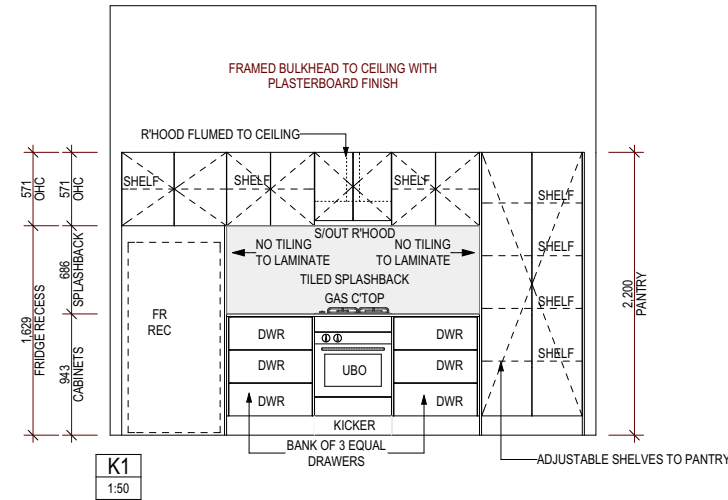 FRAMED BULKHEAD TO CEILING WITH
PLASTERBOARD FINISH
R'HOOD FLUMED TO CEILING
571
OHC
571
OHC
SHELF
SHELF
SHELF
SHELF
SHELF
SHELF
SHELF
S/OUT R'HOOD
NO TILING
TO LAMINATE
NO TILING
TO LAMINATE
TILED SPLASHBACK
GAS C'TOP
686
SPLASHBACK
1,629
FRIDGE RECESS
943
CABINETS
2,200
PANTRY
FR
REC
DWR
DWR
DWR
UBO
DWR
DWR
DWR
KICKER
BANK OF 3 EQUAL
DRAWERS
ADJUSTABLE SHELVES TO PANTRY
K1
1:50